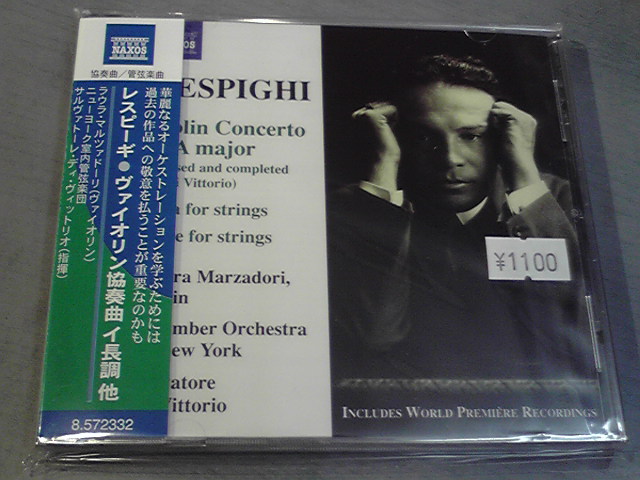 NAXOS
協奏曲／管弦楽曲
華麗なるオーケストレーションを学ぶためには
過去の作品への敬意を払うことが重要なのかも
レスピーギ●ヴァイオリン協奏曲 イ長調 他
ラウラ・マルツァドーリ(ヴァイオリン)
ニューヨーク室内管弦楽団
サルヴァトーレ・ディ・ヴィットリオ(指揮)
8.572332
ESPIGHI
olin Concerto
A major
sed and completed
i Vittorio)
a for strings
e for strings
ra Marzadori,
in
mber Orchestra
ew York
atore
Vittorio
¥1100
INCLUDES WORLD PREMIÈRE RECORDINGS